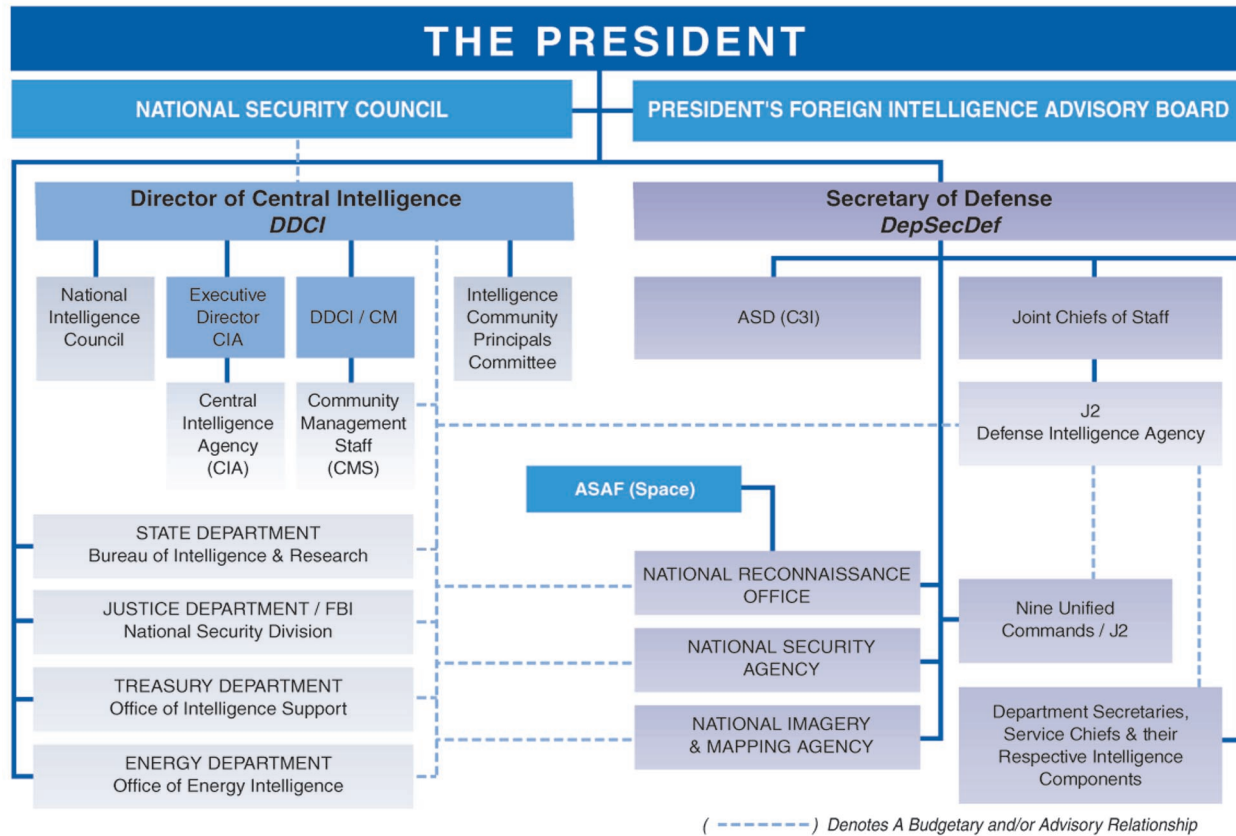 THE PRESIDENT
NATIONAL SECURITY COUNCIL
PRESIDENT'S FOREIGN INTELLIGENCE ADVISORY BOARD
Director of Central Intelligence
DDCI
Secretary of Defense
DepSecDef
National
Intelligence
Council
Executive
Director
CIA
DDCI / CM
Intelligence
Community
Principals
Committee
ASD (C3I)
Joint Chiefs of Staff
Central
Intelligence
Agency
(CIA)
Community
Management
Staff
(CMS)
J2
Defense Intelligence Agency
ASAF (Space)
STATE DEPARTMENT
Bureau of Intelligence & Research
JUSTICE DEPARTMENT / FBI
National Security Division
TREASURY DEPARTMENT
Office of Intelligence Support
ENERGY DEPARTMENT
Office of Energy Intelligence
NATIONAL RECONNAISSANCE
OFFICE
NATIONAL SECURITY
AGENCY
NATIONAL IMAGERY
& MAPPING AGENCY
Nine Unified
Commands / J2
Department Secretaries,
Service Chiefs & their
Respective Intelligence
Components
( ------- ) Denotes A Budgetary and/or Advisory Relationship